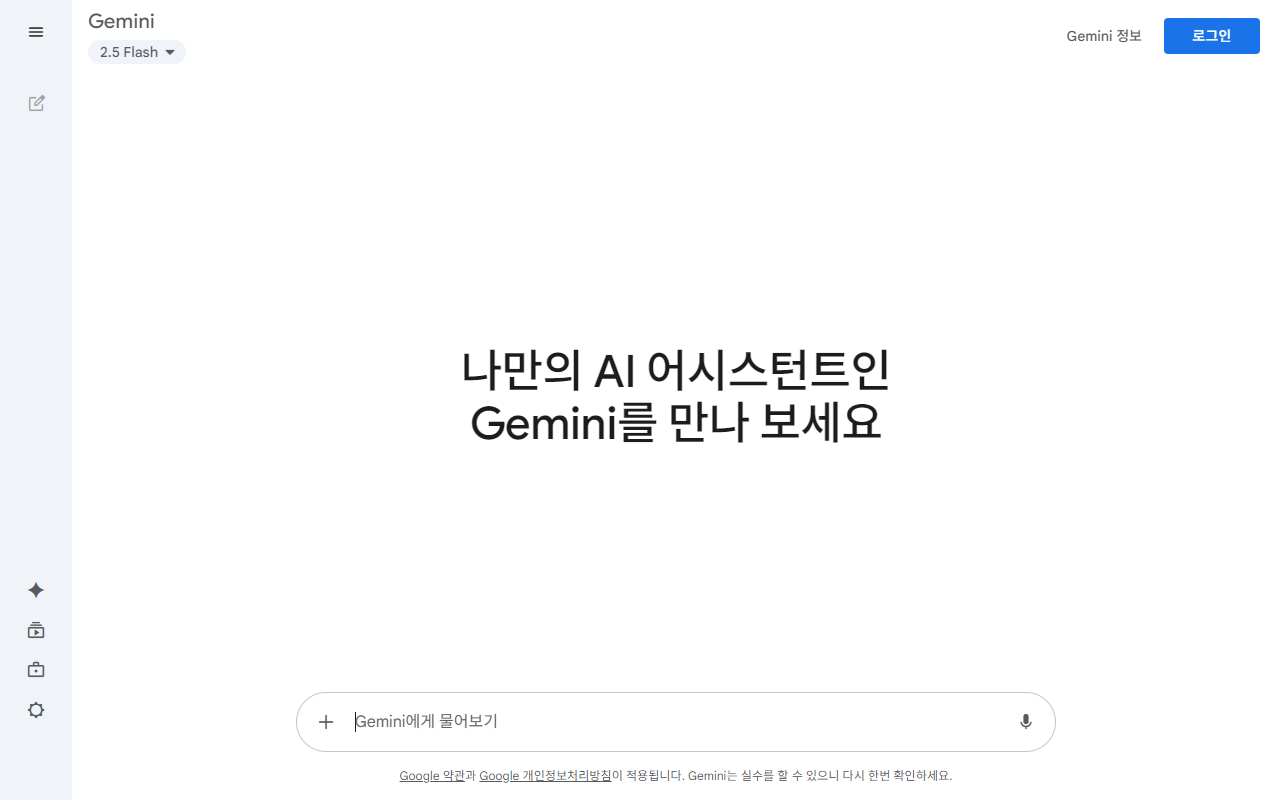 Gemini
2.5 Flash
Gemini 정보
로그인
나만의 AI 어시스턴트인
Gemini를 만나 보세요
Gemini에게 물어보기
Google 약관과 Google 개인정보처리방침이 적용됩니다. Gemini는 실수를 할 수 있으니 다시 한번 확인하세요.